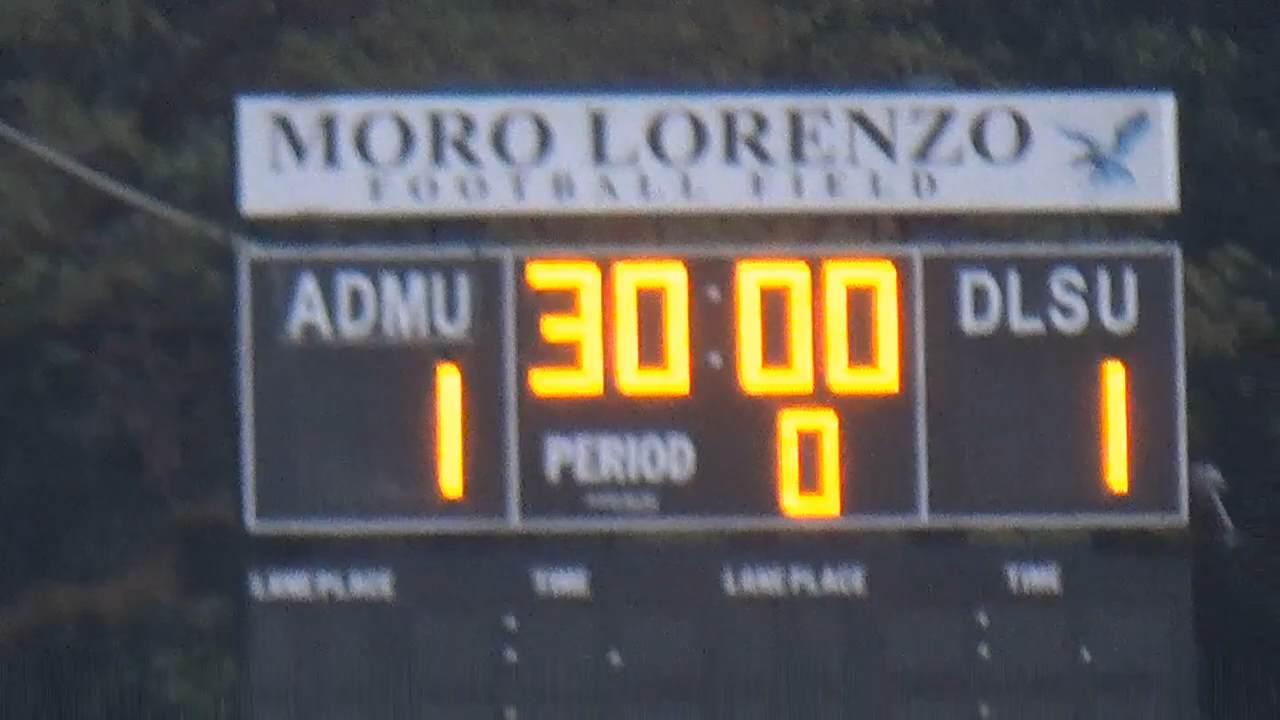 MORO LORENZO
FOOTBALL FIELD
ADMU 30:00 DLSU
1 1
PERIOD 0
LANE PLACE TIME LANE PLACE TIME